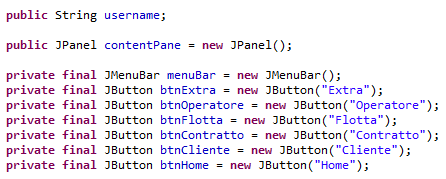 public String username;
public JPanel contentPane = new JPanel();
private final JMenuBar menuBar = new JMenuBar();
private final JButton btnExtra = new JButton("Extra");
private final JButton btnOperatore = new JButton("Operatore");
private final JButton btnFlotta = new JButton("Flotta");
private final JButton btnContratto = new JButton("Contratto");
private final JButton btnCliente = new JButton("Cliente");
private final JButton btnHome = new JButton("Home");